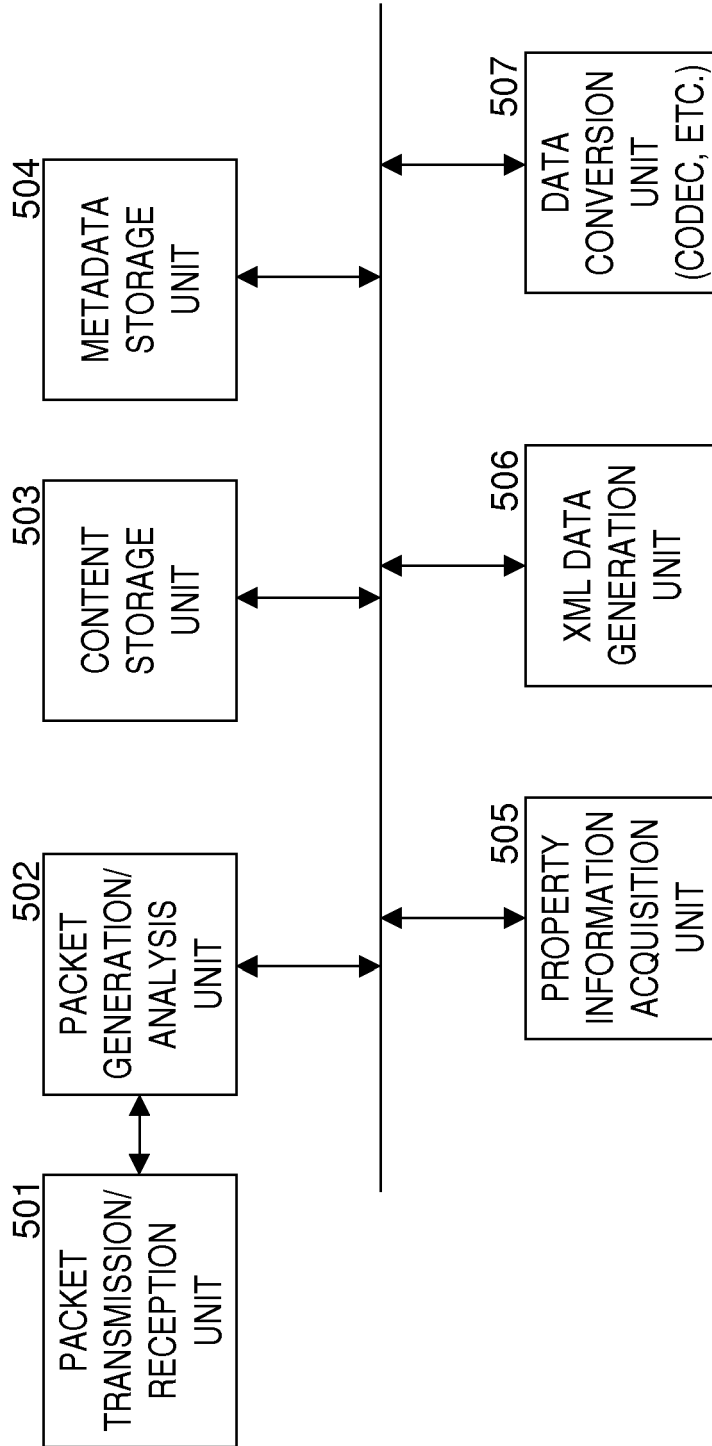 501
PACKET
TRANSMISSION/
RECEPTION
UNIT
502
PACKET
GENERATION/
ANALYSIS
UNIT
503
CONTENT
STORAGE
UNIT
504
METADATA
STORAGE
UNIT
505
PROPERTY
INFORMATION
ACQUISITION
UNIT
506
XML DATA
GENERATION
UNIT
507
DATA
CONVERSION
UNIT
(CODEC, ETC.)